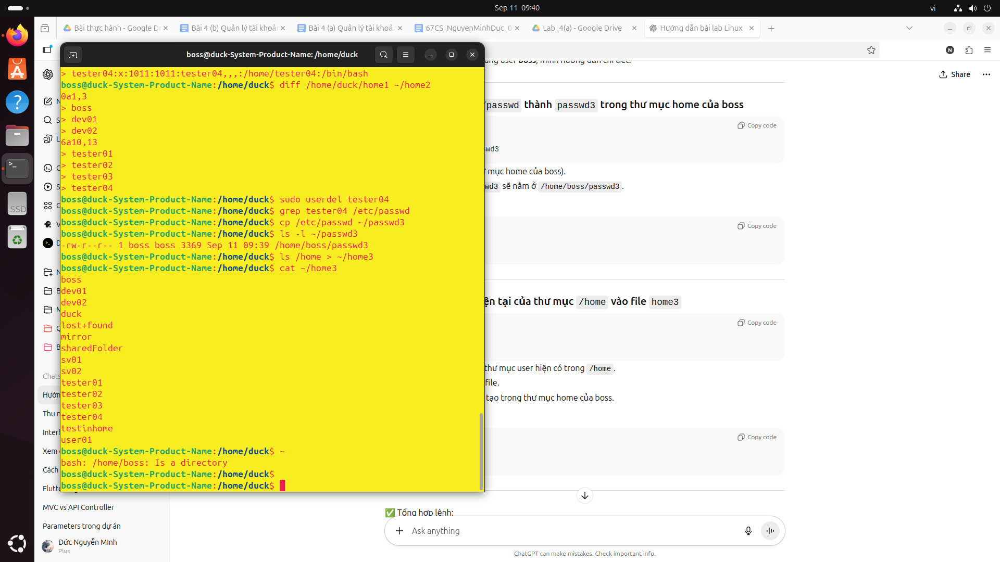 Sep 11 09:40
vi
Bài thực hành - Google Dr
Bài 4 (b) Quản lý tài khoản
Bài 4 (a) Quản lý tài khoản
67CS_NguyenMinhDuc_0
Lab_4(a) - Google Drive
Hướng dẫn bài lab Linux
boss@duck-System-Product-Name: /home/duck
> tester04:x:1011:1011:tester04,,,:/home/tester04:/bin/bash
boss@duck-System-Product-Name:/home/duck$ diff /home/duck/home1 ~/home2
0a1,3
> boss
> dev01
> dev02
6a10,13
> tester01
> tester02
> tester03
> tester04
boss@duck-System-Product-Name:/home/duck$ sudo userdel tester04
boss@duck-System-Product-Name:/home/duck$ grep tester04 /etc/passwd
boss@duck-System-Product-Name:/home/duck$ cp /etc/passwd ~/passwd3
boss@duck-System-Product-Name:/home/duck$ ls -l ~/passwd3
-rw-r--r-- 1 boss boss 3369 Sep 11 09:39 /home/boss/passwd3
boss@duck-System-Product-Name:/home/duck$ ls /home > ~/home3
boss@duck-System-Product-Name:/home/duck$ cat ~/home3
boss
dev01
dev02
duck
lost+found
mirror
sharedFolder
sv01
sv02
tester01
tester02
tester03
tester04
testinhome
user01
boss@duck-System-Product-Name:/home/duck$ ~
bash: /home/boss: Is a directory
boss@duck-System-Product-Name:/home/duck$
boss@duck-System-Product-Name:/home/duck$
N
Share
user boss, mình hướng dẫn chi tiết.
/passwd thành passwd3 trong thư mục home của boss
Copy code
swd3
mục home của boss).
wd3 sẽ nằm ở /home/boss/passwd3.
Copy code
ện tại của thư mục /home vào file home3
Copy code
thư mục user hiện có trong /home.
file.
tạo trong thư mục home của boss.
Copy code
✅ Tổng hợp lệnh:
Ask anything
ChatGPT can make mistakes. Check important info.
SSD
Chats
Hướn
Thu
Interf
Xem
Cách
Flutte
MVC vs API Controller
Parameters trong dự án
Đức Nguyễn MInh
Plus